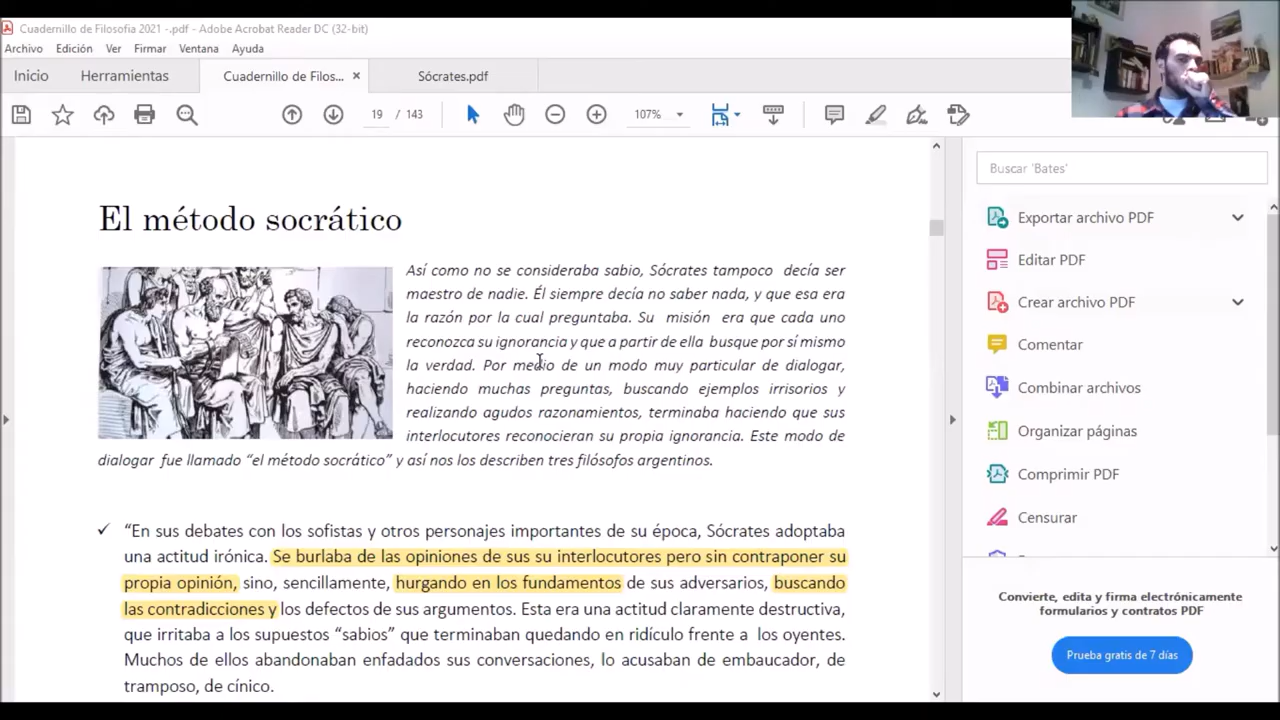 Cuadernillo de Filosofia 2021 -.pdf - Adobe Acrobat Reader DC (32-bit)
Archivo Edición Ver Firmar Ventana Ayuda
Inicio Herramientas Cuadernillo de Filos... × Sócrates.pdf
19 / 143 107%
Buscar 'Bates'
Exportar archivo PDF
Editar PDF
Crear archivo PDF
Comentar
Combinar archivos
Organizar páginas
Comprimir PDF
Censurar
Convierte, edita y firma electrónicamente
formularios y contratos PDF
Prueba gratis de 7 días
El método socrático
Así como no se consideraba sabio, Sócrates tampoco decía ser
maestro de nadie. Él siempre decía no saber nada, y que esa era
la razón por la cual preguntaba. Su misión era que cada uno
reconozca su ignorancia y que a partir de ella busque por sí mismo
la verdad. Por medio de un modo muy particular de dialogar,
haciendo muchas preguntas, buscando ejemplos irrisorios y
realizando agudos razonamientos, terminaba haciendo que sus
interlocutores reconocieran su propia ignorancia. Este modo de
dialogar fue llamado “el método socrático” y así nos los describen tres filósofos argentinos.
✓ “En sus debates con los sofistas y otros personajes importantes de su época, Sócrates adoptaba
una actitud irónica. Se burlaba de las opiniones de sus su interlocutores pero sin contraponer su
propia opinión, sino, sencillamente, hurgando en los fundamentos de sus adversarios, buscando
las contradicciones y los defectos de sus argumentos. Esta era una actitud claramente destructiva,
que irritaba a los supuestos “sabios” que terminaban quedando en ridículo frente a los oyentes.
Muchos de ellos abandonaban enfadados sus conversaciones, lo acusaban de embaucador, de
tramposo, de cínico.